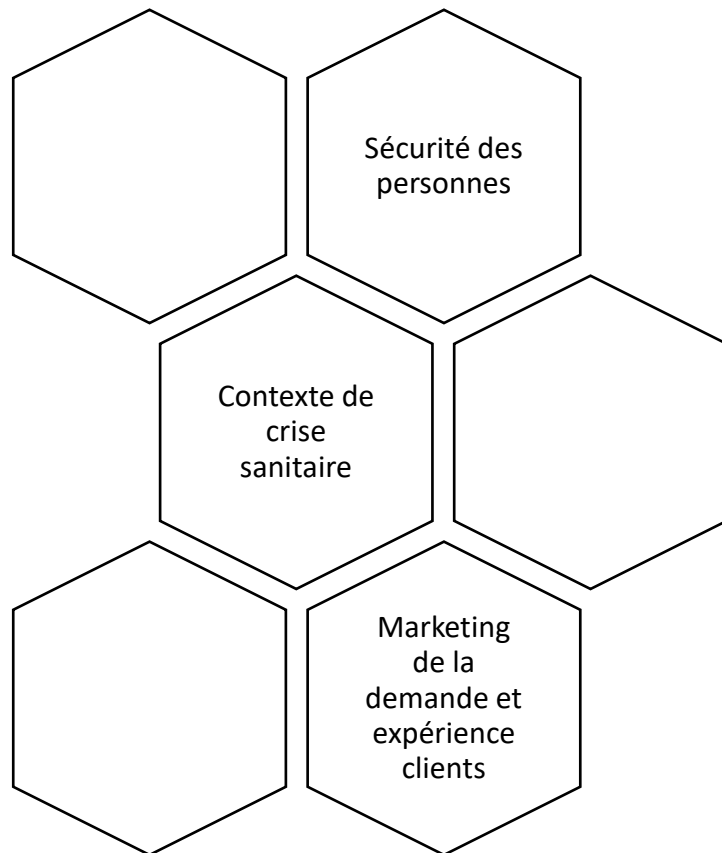 Sécurité des
personnes
Contexte de
crise
sanitaire
Marketing
de la
demande et
expérience
clients